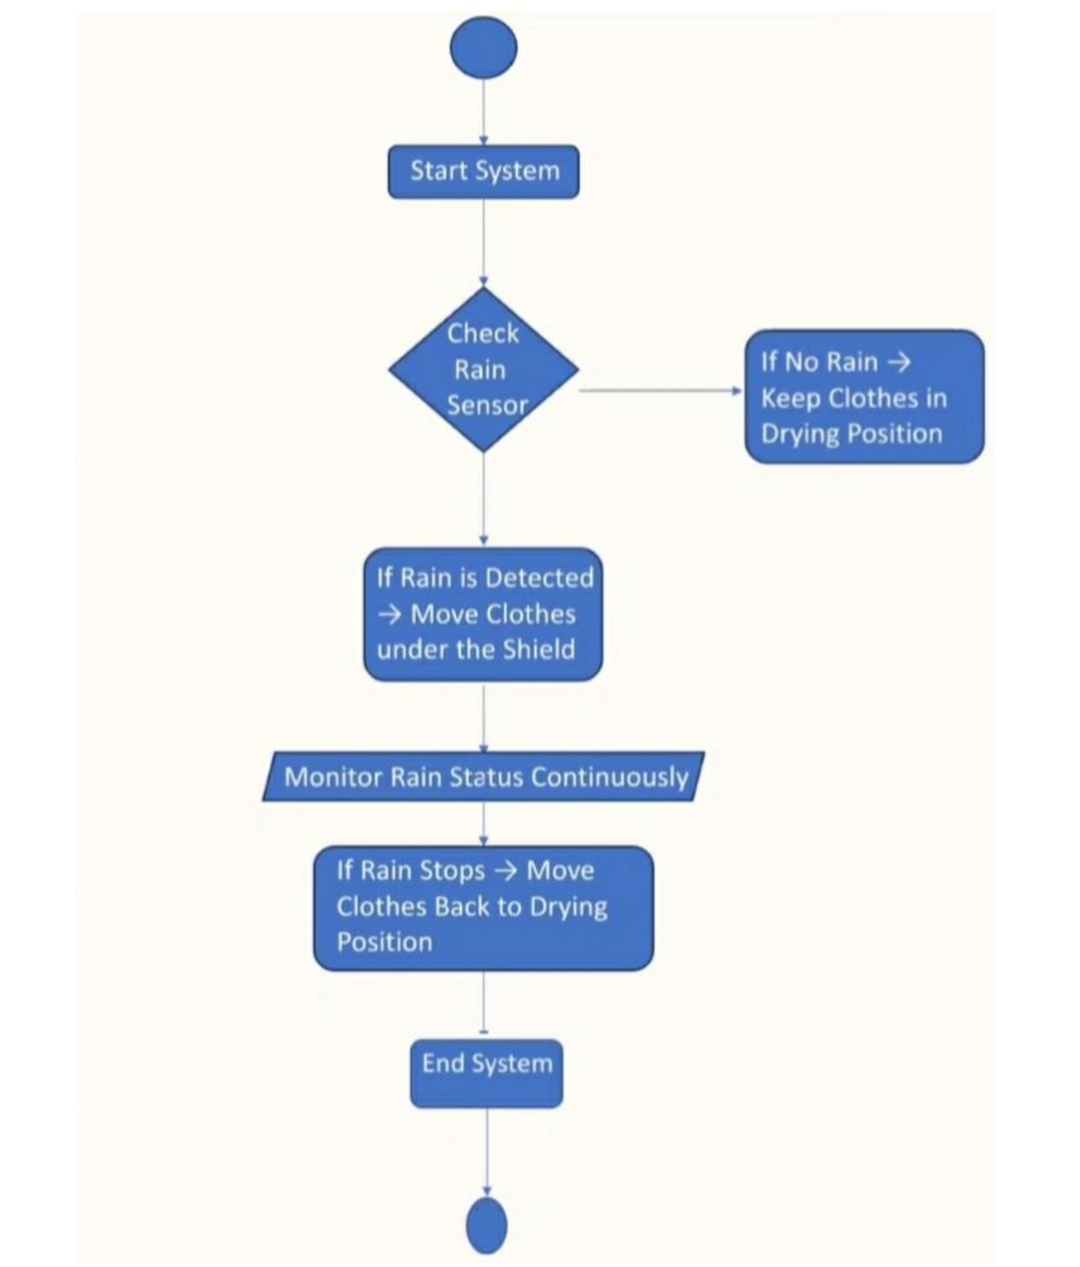 Start System
Check
Rain
Sensor
If No Rain →
Keep Clothes in
Drying Position
If Rain is Detected
→ Move Clothes
under the Shield
Monitor Rain Status Continuously
If Rain Stops → Move
Clothes Back to Drying
Position
End System